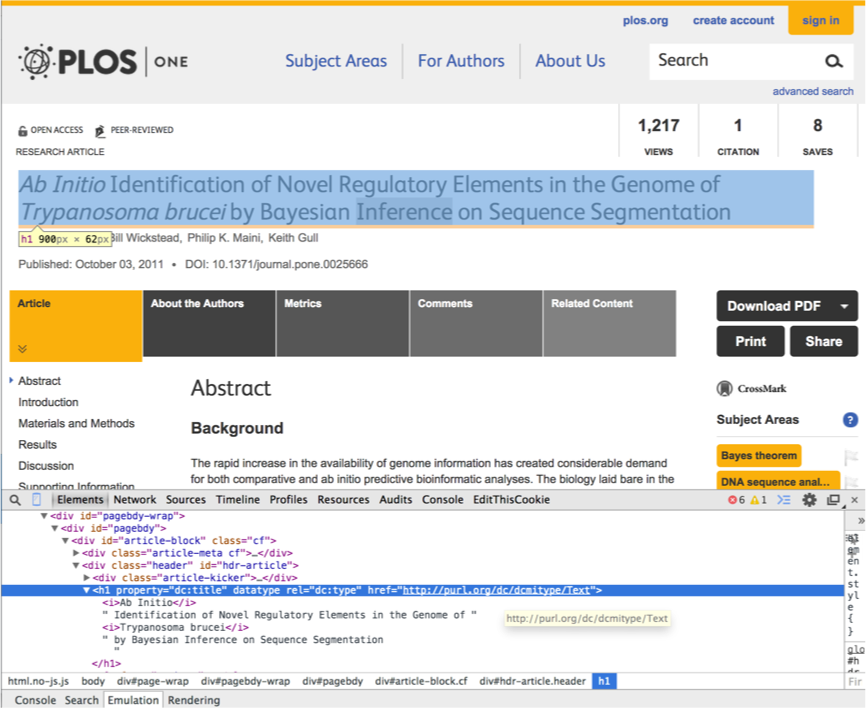 plos.org create account sign in
PLOS ONE
Subject Areas For Authors About Us Search
advanced search
OPEN ACCESS PEER-REVIEWED
RESEARCH ARTICLE
1,217 VIEWS
1 CITATION
8 SAVES
Ab Initio Identification of Novel Regulatory Elements in the Genome of
Trypanosoma brucei by Bayesian Inference on Sequence Segmentation
h1 900px × 62px Bill Wickstead, Philip K. Maini, Keith Gull
Published: October 03, 2011 • DOI: 10.1371/journal.pone.0025666
Article About the Authors Metrics Comments Related Content
Download PDF
Print Share
Abstract
Introduction
Materials and Methods
Results
Discussion
Supporting Information
Abstract
Background
The rapid increase in the availability of genome information has created considerable demand
for both comparative and ab initio predictive bioinformatic analyses. The biology laid bare in the
CrossMark
Subject Areas ?
Bayes theorem
DNA sequence anal...
Elements Network Sources Timeline Profiles Resources Audits Console EditThisCookie 6 1
▼<div id="pagebdy-wrap">
▼<div id="pagebdy">
▼<div id="article-block" class="cf">
▶<div class="article-meta cf">…</div>
▼<div class="header" id="hdr-article">
▶<div class="article-kicker">…</div>
▼<h1 property="dc:title" datatype rel="dc:type" href="http://purl.org/dc/dcmitype/Text">
<i>Ab Initio</i>
" Identification of Novel Regulatory Elements in the Genome of "
<i>Trypanosoma brucei</i>
" by Bayesian Inference on Sequence Segmentation
"
</h1>
http://purl.org/dc/dcmitype/Text
html.no-js.js body div#page-wrap div#pagebdy-wrap div#pagebdy div#article-block.cf div#hdr-article.header h1
Console Search Emulation Rendering